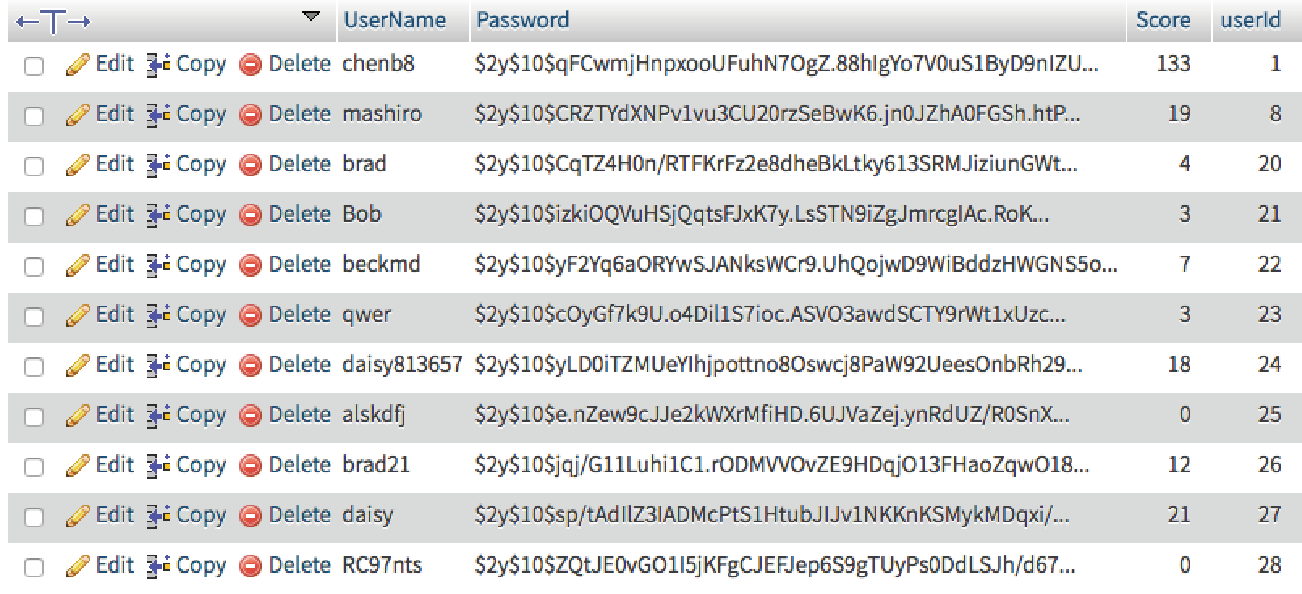 UserName Password Score userId
Edit Copy Delete chenb8 $2y$10$qFCwmjHnpxooUFuhN7OgZ.88hIgYo7V0uS1ByD9nIZU... 133 1
Edit Copy Delete mashiro $2y$10$CRZTYdXNPv1vu3CU20rzSeBwK6.jn0JZhA0FGSh.htP... 19 8
Edit Copy Delete brad $2y$10$CqTZ4H0n/RTFKrFz2e8dheBkLtky613SRMJiziunGWt... 4 20
Edit Copy Delete Bob $2y$10$izkiOQVuHSjQqtsFJxK7y.LsSTN9iZgJmrcgIAc.RoK... 3 21
Edit Copy Delete beckmd $2y$10$yF2Yq6aORYwSJANksWCr9.UhQojwD9WiBddzHWGNS5o... 7 22
Edit Copy Delete qwer $2y$10$cOyGf7k9U.o4Dil1S7ioc.ASVO3awdSCTY9rWt1xUzc... 3 23
Edit Copy Delete daisy813657 $2y$10$yLD0iTZMUeYIhjpottno8Oswcj8PaW92UeesOnbRh29... 18 24
Edit Copy Delete alskdfj $2y$10$e.nZew9cJJe2kWXrMfiHD.6UJVaZej.ynRdUZ/R0SnX... 0 25
Edit Copy Delete brad21 $2y$10$jqj/G11Luhi1C1.rODMVVOvZE9HDqjO13FHaoZqwO18... 12 26
Edit Copy Delete daisy $2y$10$sp/tAdIlZ3IADMcPtS1HtubJIJv1NKKnKSMykMDqxi/... 21 27
Edit Copy Delete RC97nts $2y$10$ZQtJE0vGO1I5jKFgCJEFJep6S9gTUyPs0DdLSJh/d67... 0 28